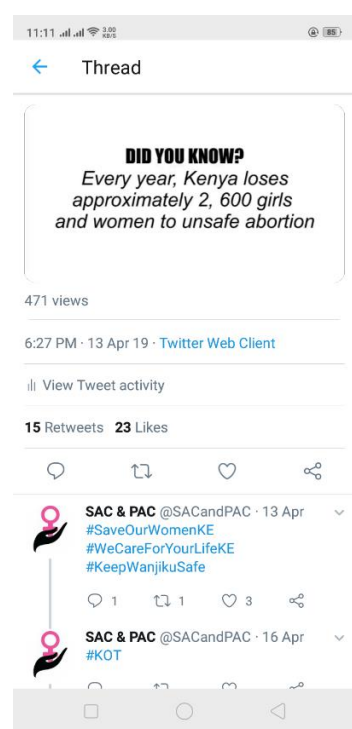 11:11 3.00 KB/S 85
Thread
DID YOU KNOW?
Every year, Kenya loses
approximately 2, 600 girls
and women to unsafe abortion
471 views
6:27 PM · 13 Apr 19 · Twitter Web Client
View Tweet activity
15 Retweets 23 Likes
SAC & PAC @SACandPAC · 13 Apr
#SaveOurWomenKE
#WeCareForYourLifeKE
#KeepWanjikuSafe
1 1 3
SAC & PAC @SACandPAC · 16 Apr
#KOT